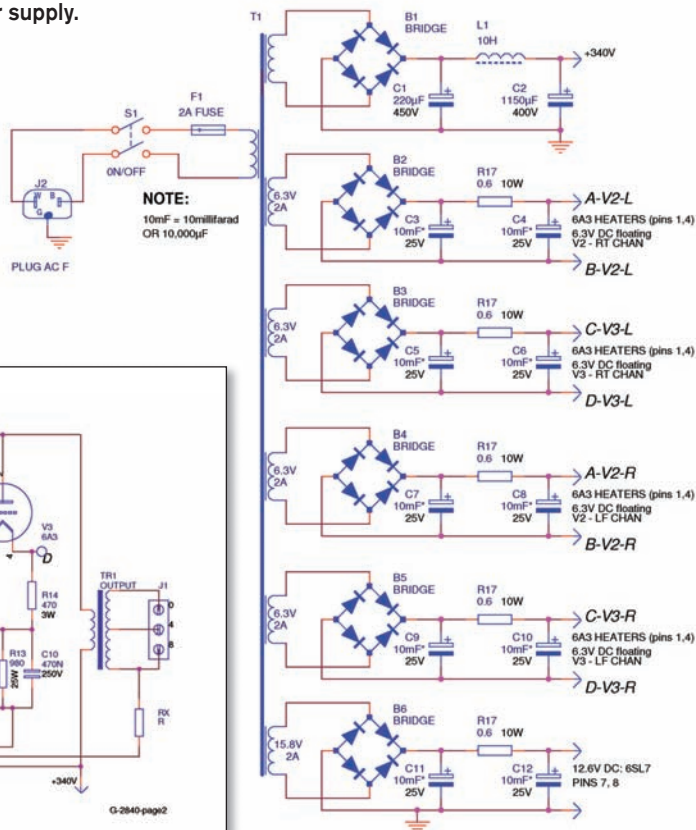 r supply.
T1
B1
BRIDGE
L1
10H
+340V
C1
220µF
450V
C2
1150µF
400V
F1
2A FUSE
S1
ON/OFF
J2
W
B
G
PLUG AC F
NOTE:
10mF = 10millifarad
OR 10,000µF
6.3V
2A
B2
BRIDGE
R17
0.6 10W
C3
10mF*
25V
C4
10mF*
25V
A-V2-L
6A3 HEATERS (pins 1,4)
6.3V DC floating
V2 - RT CHAN
B-V2-L
6.3V
2A
B3
BRIDGE
R17
0.6 10W
C5
10mF*
25V
C6
10mF*
25V
C-V3-L
6A3 HEATERS (pins 1,4)
6.3V DC floating
V3 - RT CHAN
D-V3-L
6.3V
2A
B4
BRIDGE
R17
0.6 10W
C7
10mF*
25V
C8
10mF*
25V
A-V2-R
6A3 HEATERS (pins 1,4)
6.3V DC floating
V2 - LF CHAN
B-V2-R
6.3V
2A
B5
BRIDGE
R17
0.6 10W
C9
10mF*
25V
C10
10mF*
25V
C-V3-R
6A3 HEATERS (pins 1,4)
6.3V DC floating
V3 - LF CHAN
D-V3-R
15.8V
2A
B6
BRIDGE
R17
0.6 10W
C11
10mF*
25V
C12
10mF*
25V
12.6V DC: 6SL7
PINS 7, 8
V3
6A3
4
D
R14
470
3W
R13
980
25W
C10
470N
250V
TR1
OUTPUT
J1
0
4
8
RX
R
+340V
G-2840-page2